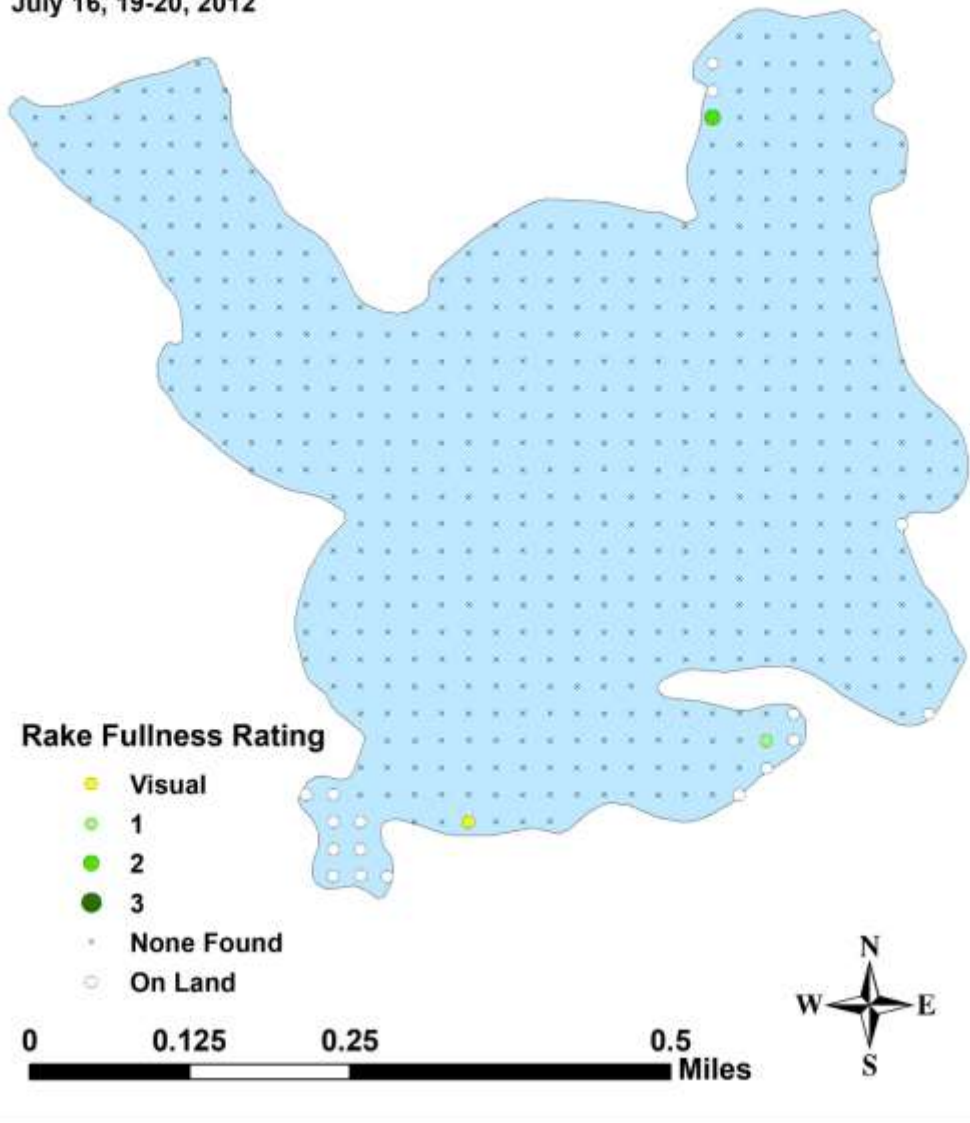 July 16, 19-20, 2012
Rake Fullness Rating
Visual
1
2
3
None Found
On Land
N
W E
S
0 0.125 0.25 0.5
Miles